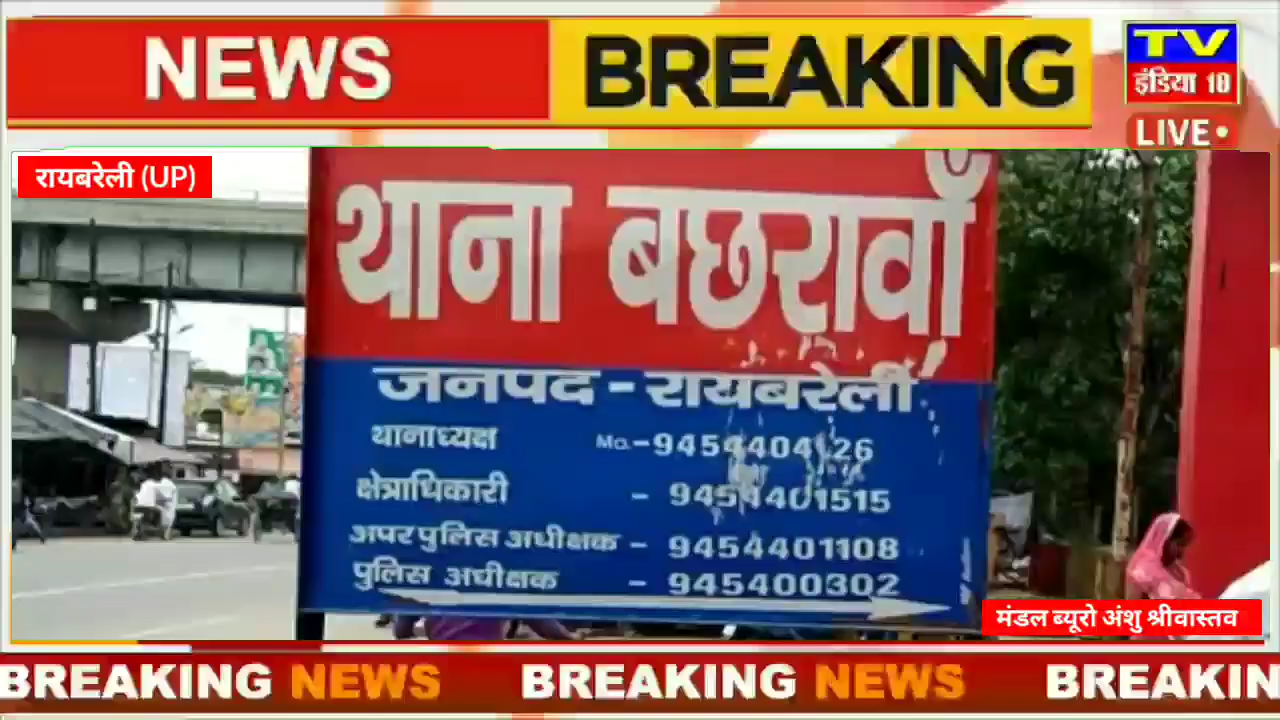 NEWS
BREAKING
TV
इंडिया 10
LIVE
रायबरेली (UP)
थाना बछरावाँ
जनपद - रायबरेली
थानाध्यक्ष Mo.-9454404126
क्षेत्राधिकारी - 9454401515
अपर पुलिस अधीक्षक - 9454401108
पुलिस अधीक्षक - 945400302
मंडल ब्यूरो अंशु श्रीवास्तव
BREAKING NEWS BREAKING NEWS BREAKIN